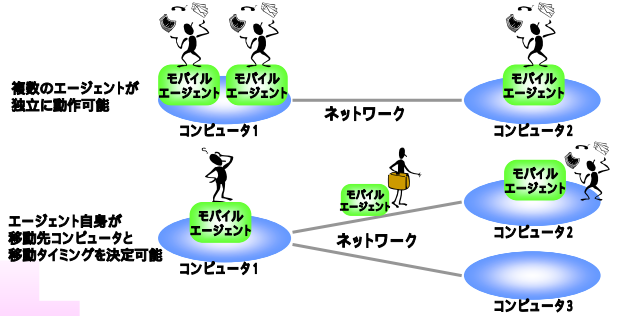 モバイル
エージェント
モバイル
エージェント
モバイル
エージェント
複数のエージェントが
独立に動作可能
ネットワーク
コンピュータ1
コンピュータ2
モバイル
エージェント
モバイル
エージェント
モバイル
エージェント
エージェント自身が
移動先コンピュータと
移動タイミングを決定可能
ネットワーク
コンピュータ1
コンピュータ2
コンピュータ3